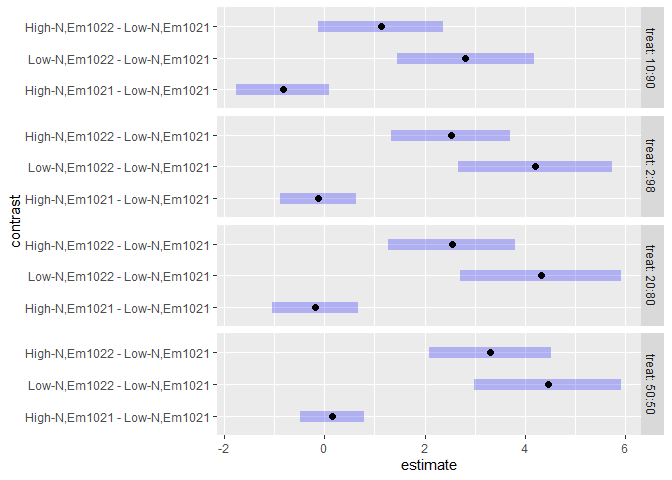 High-N,Em1022 - Low-N,Em1021
Low-N,Em1022 - Low-N,Em1021
High-N,Em1021 - Low-N,Em1021
treat: 10:90
High-N,Em1022 - Low-N,Em1021
Low-N,Em1022 - Low-N,Em1021
High-N,Em1021 - Low-N,Em1021
treat: 2:98
contrast
High-N,Em1022 - Low-N,Em1021
Low-N,Em1022 - Low-N,Em1021
High-N,Em1021 - Low-N,Em1021
treat: 20:80
High-N,Em1022 - Low-N,Em1021
Low-N,Em1022 - Low-N,Em1021
High-N,Em1021 - Low-N,Em1021
treat: 50:50
-2 0 2 4 6
estimate